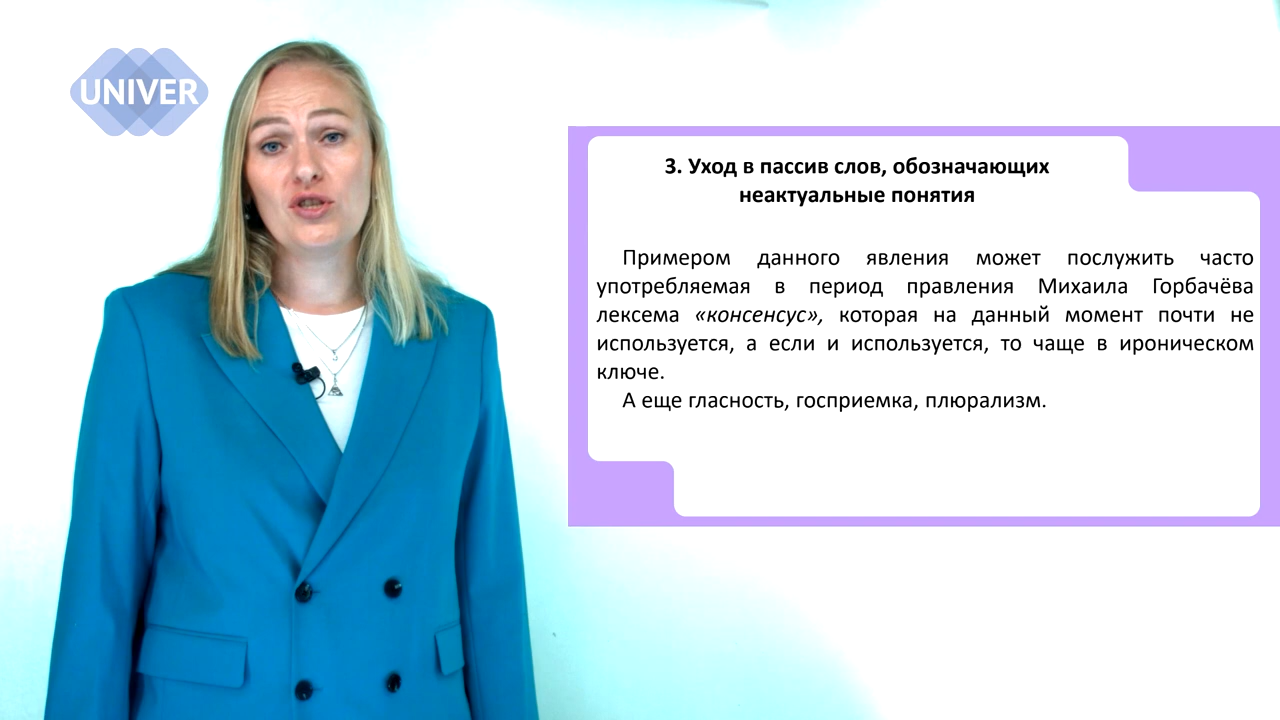 UNIVER
3. Уход в пассив слов, обозначающих
неактуальные понятия
Примером данного явления может послужить часто
употребляемая в период правления Михаила Горбачёва
лексема «консенсус», которая на данный момент почти не
используется, а если и используется, то чаще в ироническом
ключе.
А еще гласность, госприемка, плюрализм.